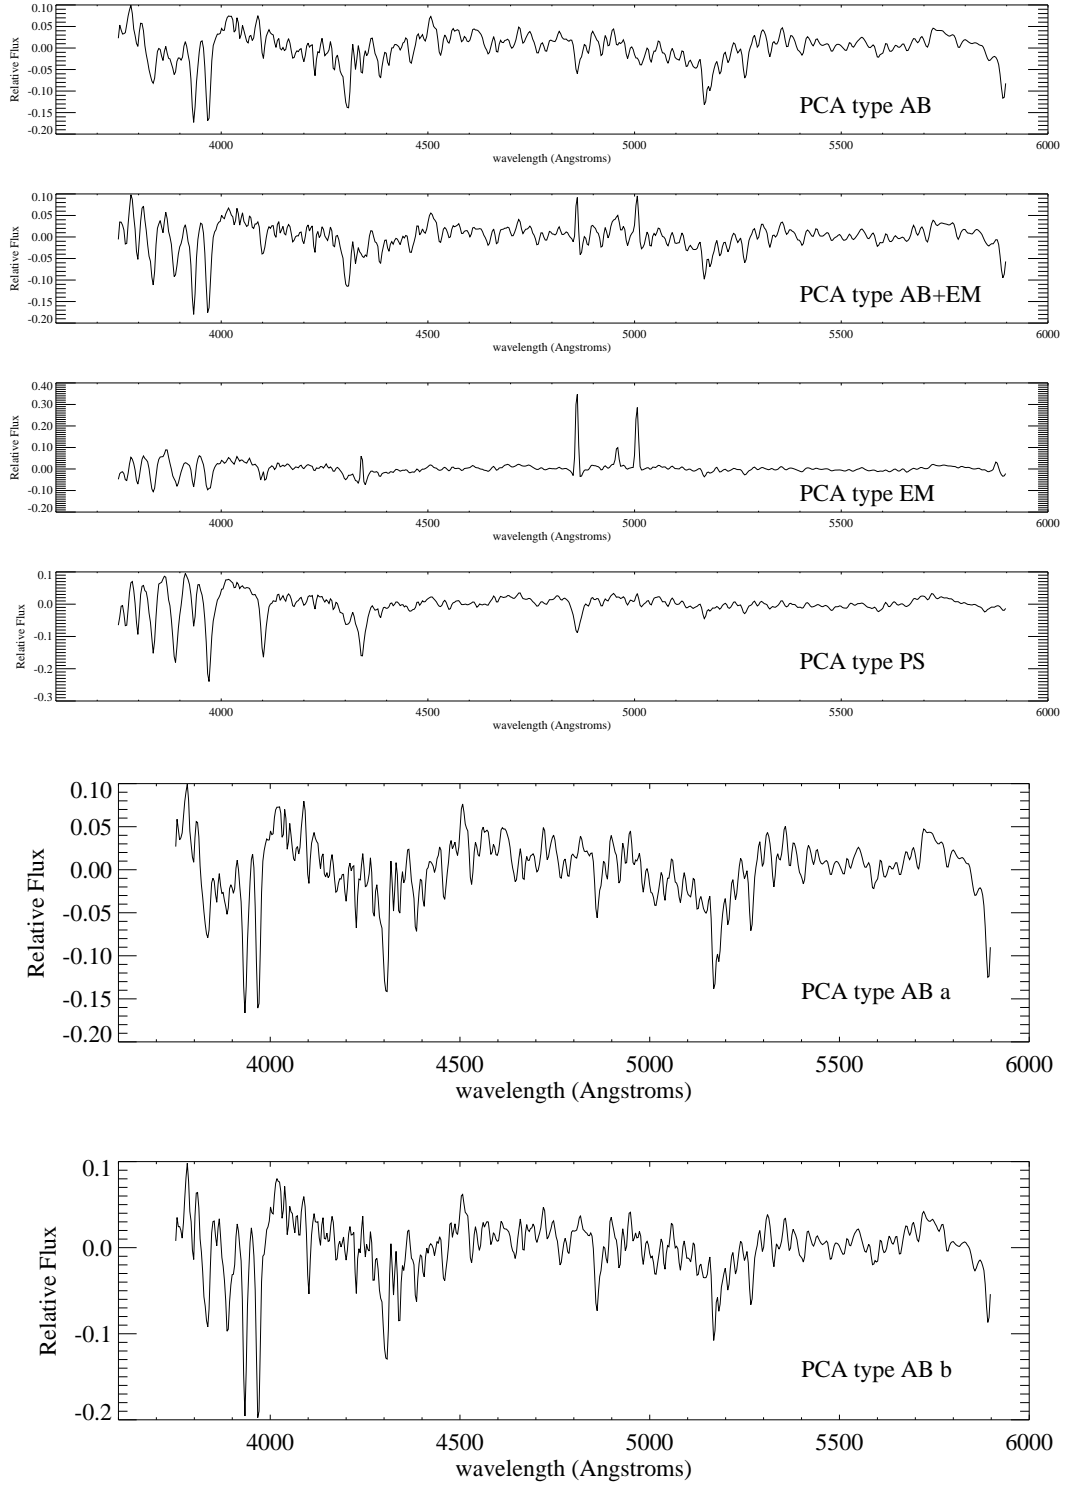 0.10
0.05
0.00
-0.05
-0.10
-0.15
-0.20
Relative Flux
PCA type AB
4000 4500 5000 5500 6000
wavelength (Angstroms)
0.10
0.05
0.00
-0.05
-0.10
-0.15
-0.20
Relative Flux
PCA type AB+EM
4000 4500 5000 5500 6000
wavelength (Angstroms)
0.40
0.30
0.20
0.10
0.00
-0.10
-0.20
Relative Flux
PCA type EM
4000 4500 5000 5500 6000
wavelength (Angstroms)
0.1
0.0
-0.1
-0.2
-0.3
Relative Flux
PCA type PS
4000 4500 5000 5500 6000
wavelength (Angstroms)
0.10
0.05
0.00
-0.05
-0.10
-0.15
-0.20
Relative Flux
PCA type AB a
4000 4500 5000 5500 6000
wavelength (Angstroms)
0.1
0.0
-0.1
-0.2
Relative Flux
PCA type AB b
4000 4500 5000 5500 6000
wavelength (Angstroms)